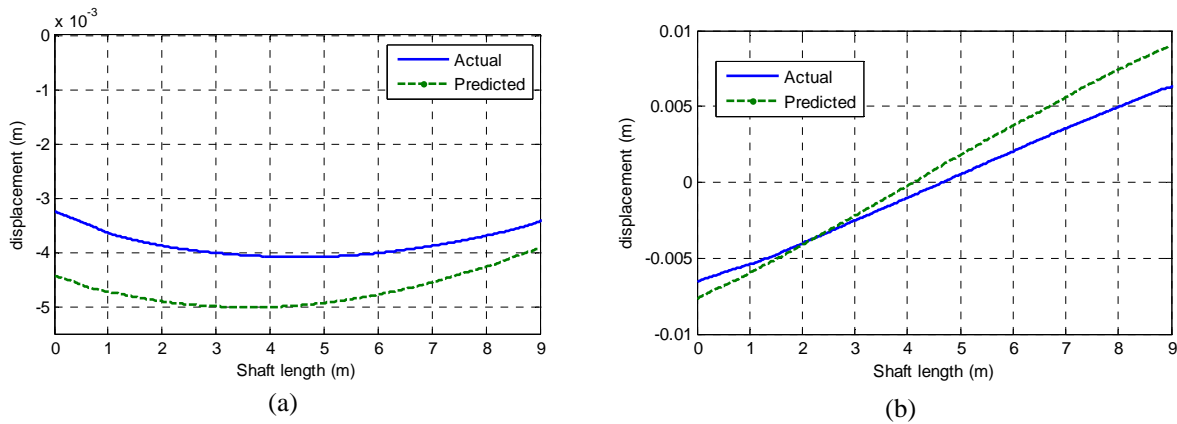 x 10⁻³
0
-1
-2
-3
-4
-5
displacement (m)
0 1 2 3 4 5 6 7 8 9
Shaft length (m)
Actual
Predicted
(a)
0.01
0.005
0
-0.005
-0.01
displacement (m)
0 1 2 3 4 5 6 7 8 9
Shaft length (m)
Actual
Predicted
(b)